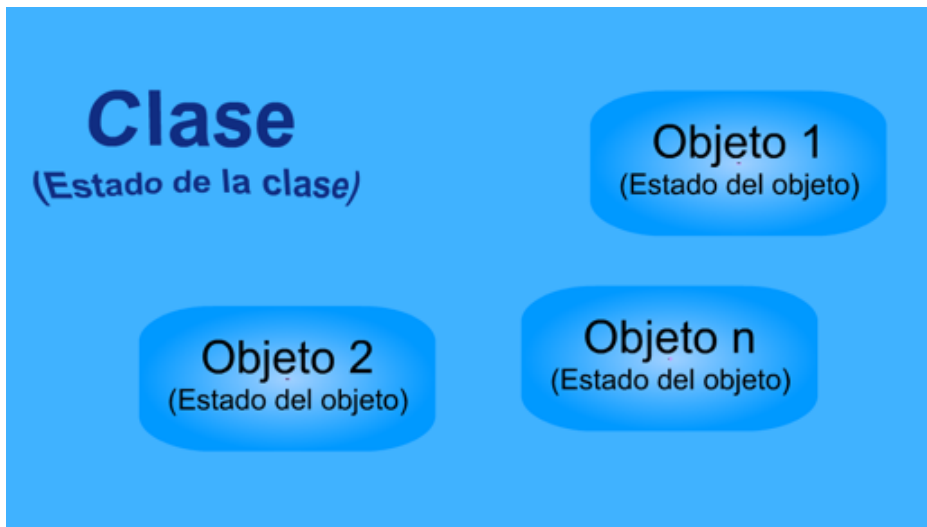 Clase
(Estado de la clase)
Objeto 1
(Estado del objeto)
Objeto 2
(Estado del objeto)
Objeto n
(Estado del objeto)